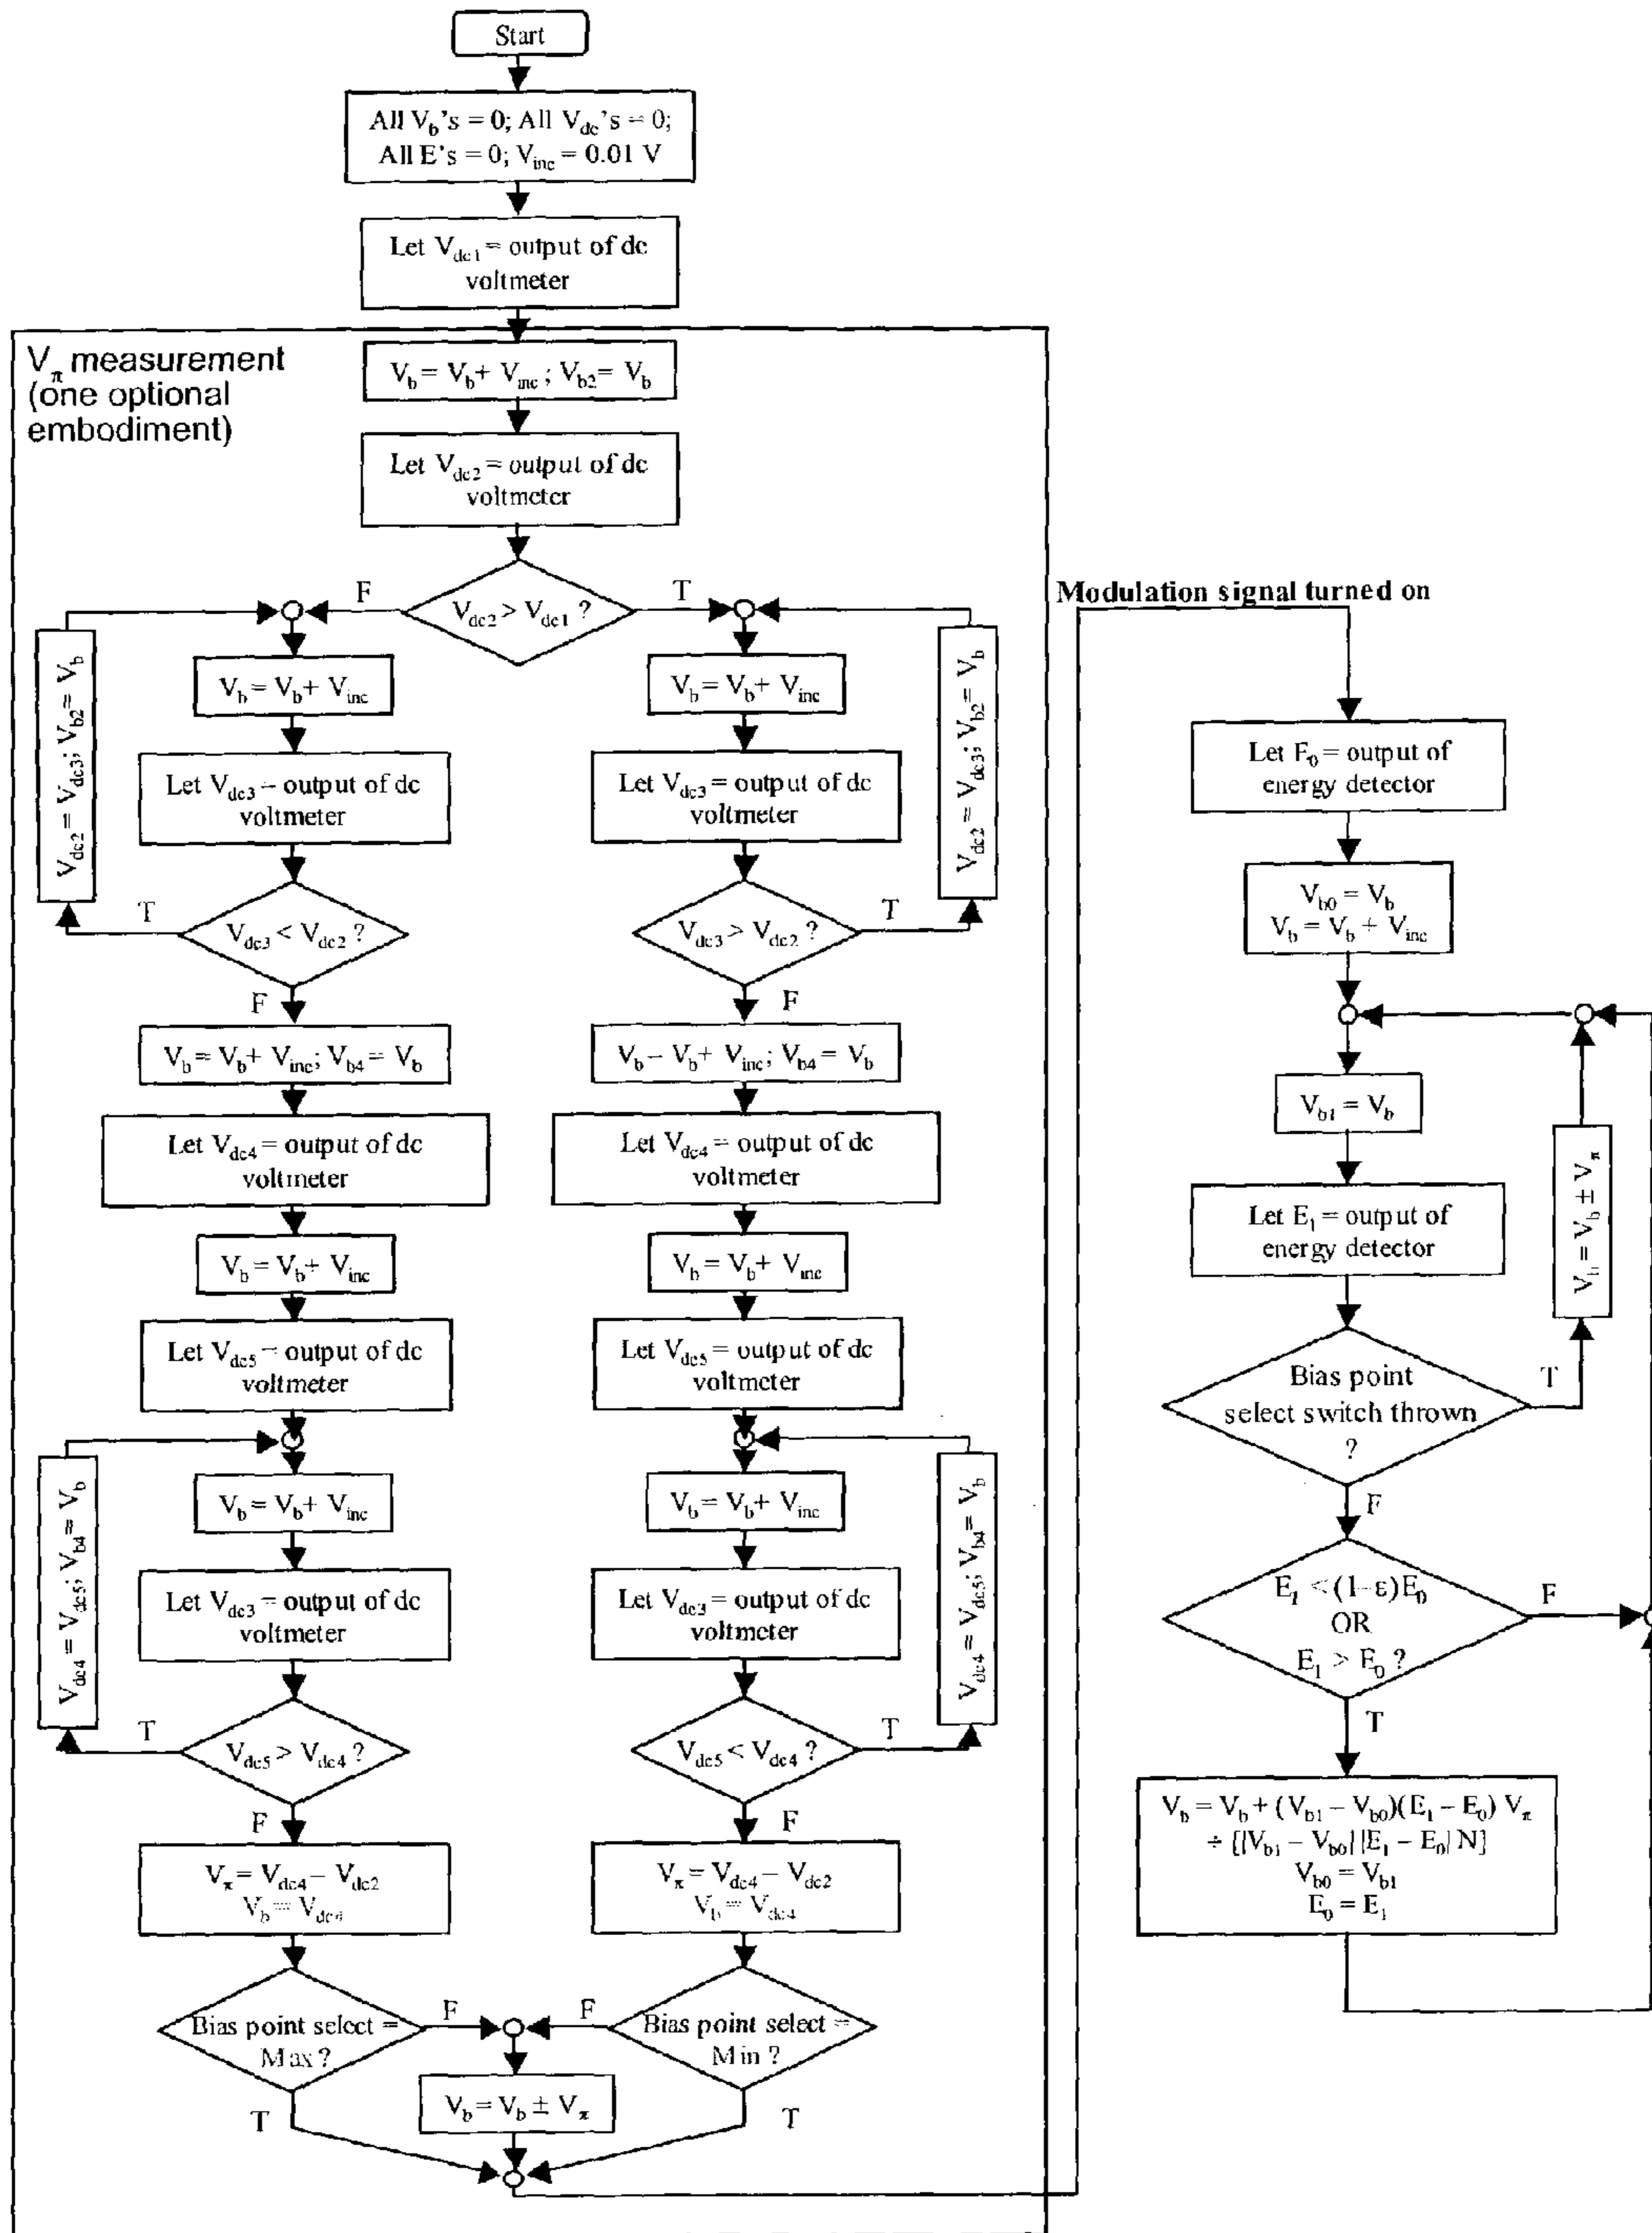 Start
All V_b's = 0; All V_dc's = 0;
All E's = 0; V_inc = 0.01 V
Let V_dc1 = output of dc
voltmeter
V_π measurement
(one optional
embodiment)
V_b = V_b + V_inc ; V_b2 = V_b
Let V_dc2 = output of dc
voltmeter
V_dc2 > V_dc1 ?
F
T
V_dc2 = V_dc3; V_b2 = V_b
V_b = V_b + V_inc
Let V_dc3 = output of dc
voltmeter
V_dc3 < V_dc2 ?
T
F
V_b = V_b + V_inc; V_b4 = V_b
Let V_dc4 = output of dc
voltmeter
V_b = V_b + V_inc
Let V_dc5 = output of dc
voltmeter
V_dc4 = V_dc5; V_b4 = V_b
V_b = V_b + V_inc
Let V_dc3 = output of dc
voltmeter
V_dc5 > V_dc4 ?
T
F
V_π = V_dc4 − V_dc2
V_b = V_dc4
Bias point select =
Max ?
F
T
V_b = V_b + V_inc
V_dc2 = V_dc3; V_b2 = V_b
Let V_dc3 = output of dc
voltmeter
V_dc3 > V_dc2 ?
T
F
V_b = V_b + V_inc; V_b4 = V_b
Let V_dc4 = output of dc
voltmeter
V_b = V_b + V_inc
Let V_dc5 = output of dc
voltmeter
V_b = V_b + V_inc
V_dc4 = V_dc5; V_b4 = V_b
Let V_dc3 = output of dc
voltmeter
V_dc5 < V_dc4 ?
T
F
V_π = V_dc4 − V_dc2
V_b = V_dc4
Bias point select =
Min ?
F
T
V_b = V_b ± V_π
Modulation signal turned on
Let E_0 = output of
energy detector
V_b0 = V_b
V_b = V_b + V_inc
V_b1 = V_b
Let E_1 = output of
energy detector
V_b = V_b ± V_π
Bias point
select switch thrown
?
T
F
E_1 < (1-ε)E_0
OR
E_1 > E_0 ?
F
T
V_b = V_b + (V_b1 − V_b0)(E_1 − E_0) V_π
÷ [|V_b1 − V_b0| |E_1 − E_0| N]
V_b0 = V_b1
E_0 = E_1